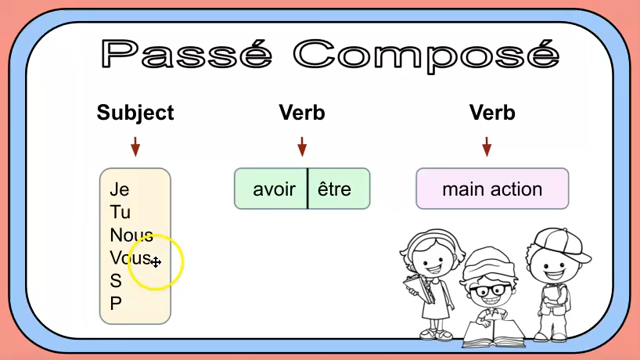 Passé Composé
Subject
Verb
Verb
avoir
être
main action
Je
Tu
Nous
Vous
S
P